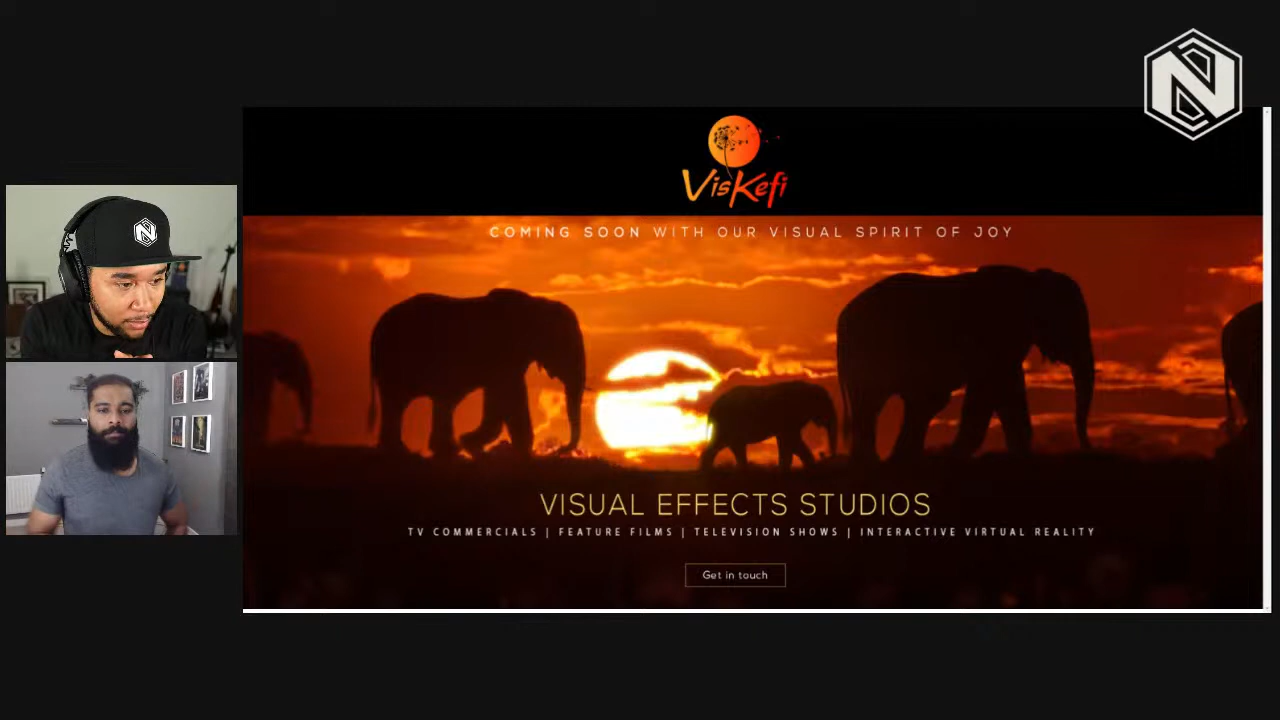 VisKefi
COMING SOON WITH OUR VISUAL SPIRIT OF JOY
VISUAL EFFECTS STUDIOS
TV COMMERCIALS | FEATURE FILMS | TELEVISION SHOWS | INTERACTIVE VIRTUAL REALITY
Get in touch